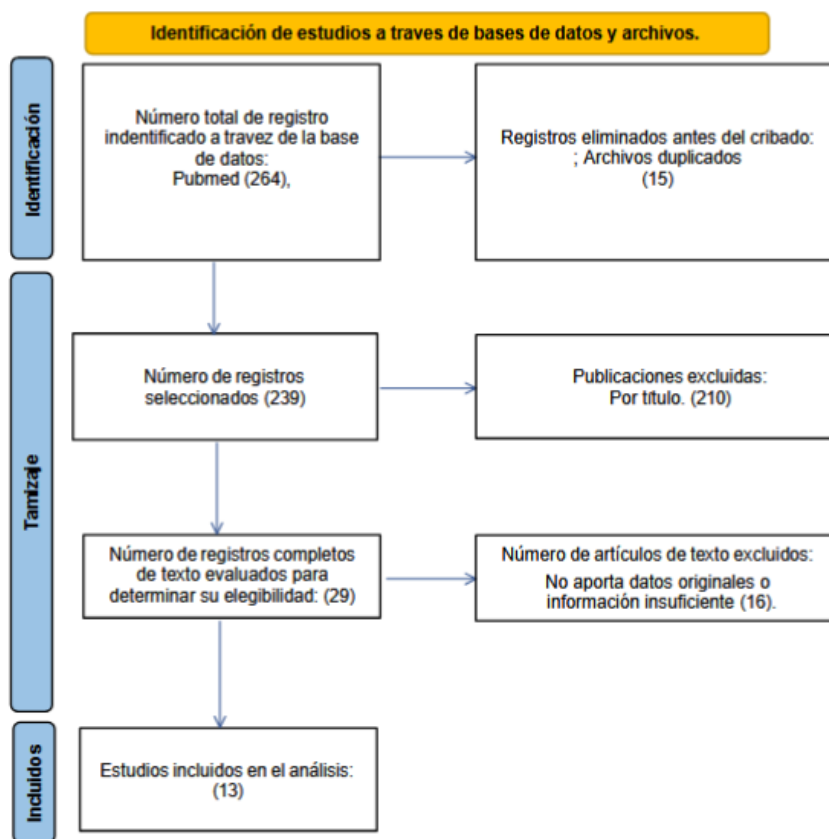 Identificación de estudios a traves de bases de datos y archivos.
Identificación
Número total de registro
indentificado a travez de la base
de datos:
Pubmed (264),
Registros eliminados antes del cribado:
; Archivos duplicados
(15)
Tamizaje
Número de registros
seleccionados (239)
Publicaciones excluidas:
Por título. (210)
Número de registros completos
de texto evaluados para
determinar su elegibilidad: (29)
Número de artículos de texto excluidos:
No aporta datos originales o
información insuficiente (16).
Incluidos
Estudios incluidos en el análisis:
(13)